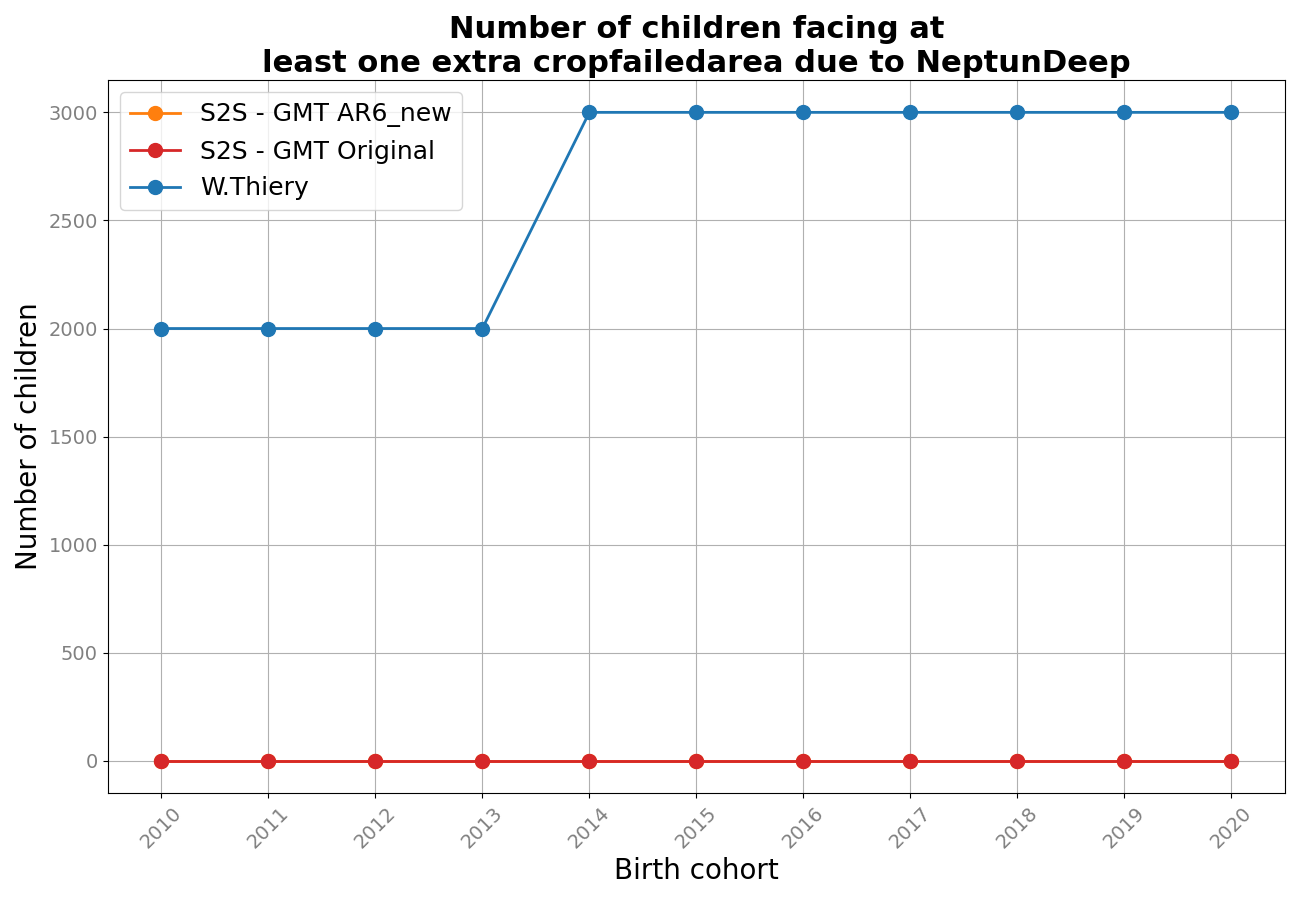 Number of children facing at
least one extra cropfailedarea due to NeptunDeep
S2S - GMT AR6_new
S2S - GMT Original
W.Thiery
Number of children
3000
2500
2000
1500
1000
500
0
2010 2011 2012 2013 2014 2015 2016 2017 2018 2019 2020
Birth cohort